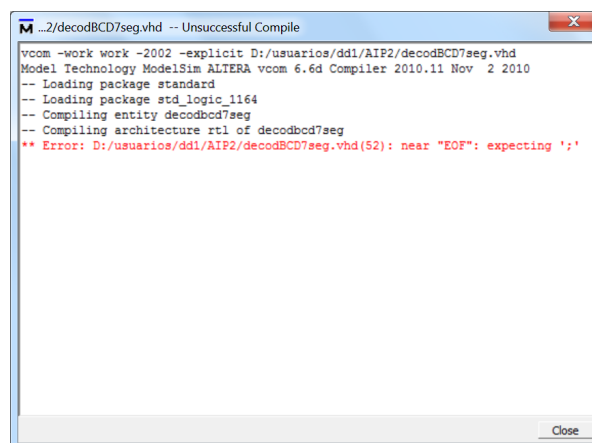 M ...2/decodBCD7seg.vhd -- Unsuccessful Compile
vcom -work work -2002 -explicit D:/usuarios/dd1/AIP2/decodBCD7seg.vhd
Model Technology ModelSim ALTERA vcom 6.6d Compiler 2010.11 Nov  2 2010
-- Loading package standard
-- Loading package std_logic_1164
-- Compiling entity decodbcd7seg
-- Compiling architecture rtl of decodbcd7seg
** Error: D:/usuarios/dd1/AIP2/decodBCD7seg.vhd(52): near "EOF": expecting ';'
Close